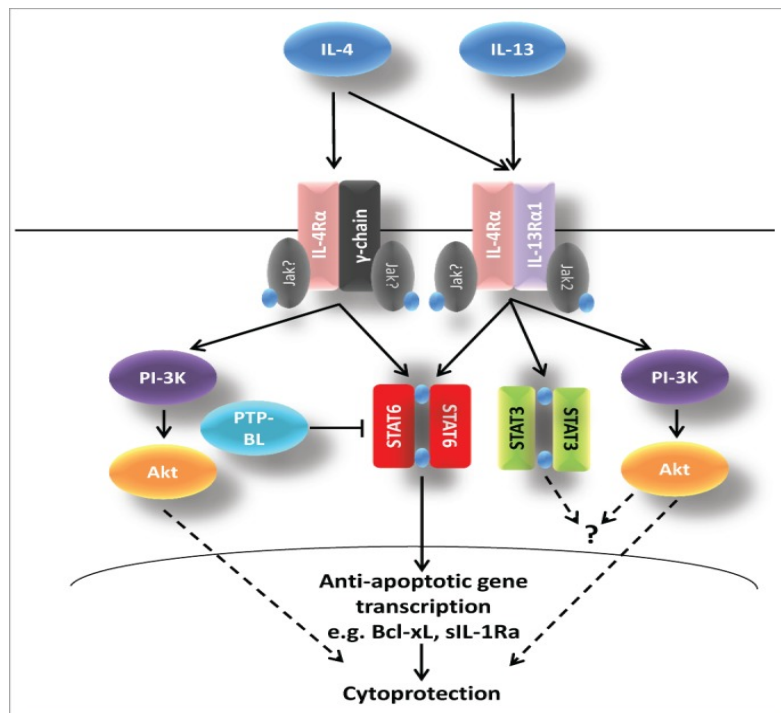 IL-4
IL-13
IL-4Rα
γ-chain
IL-4Rα
IL-13Rα1
Jak?
Jak?
Jak?
Jak2
PI-3K
PI-3K
PTP-
BL
STAT6
STAT6
STAT3
STAT3
Akt
Akt
?
Anti-apoptotic gene
transcription
e.g. Bcl-xL, sIL-1Ra
Cytoprotection